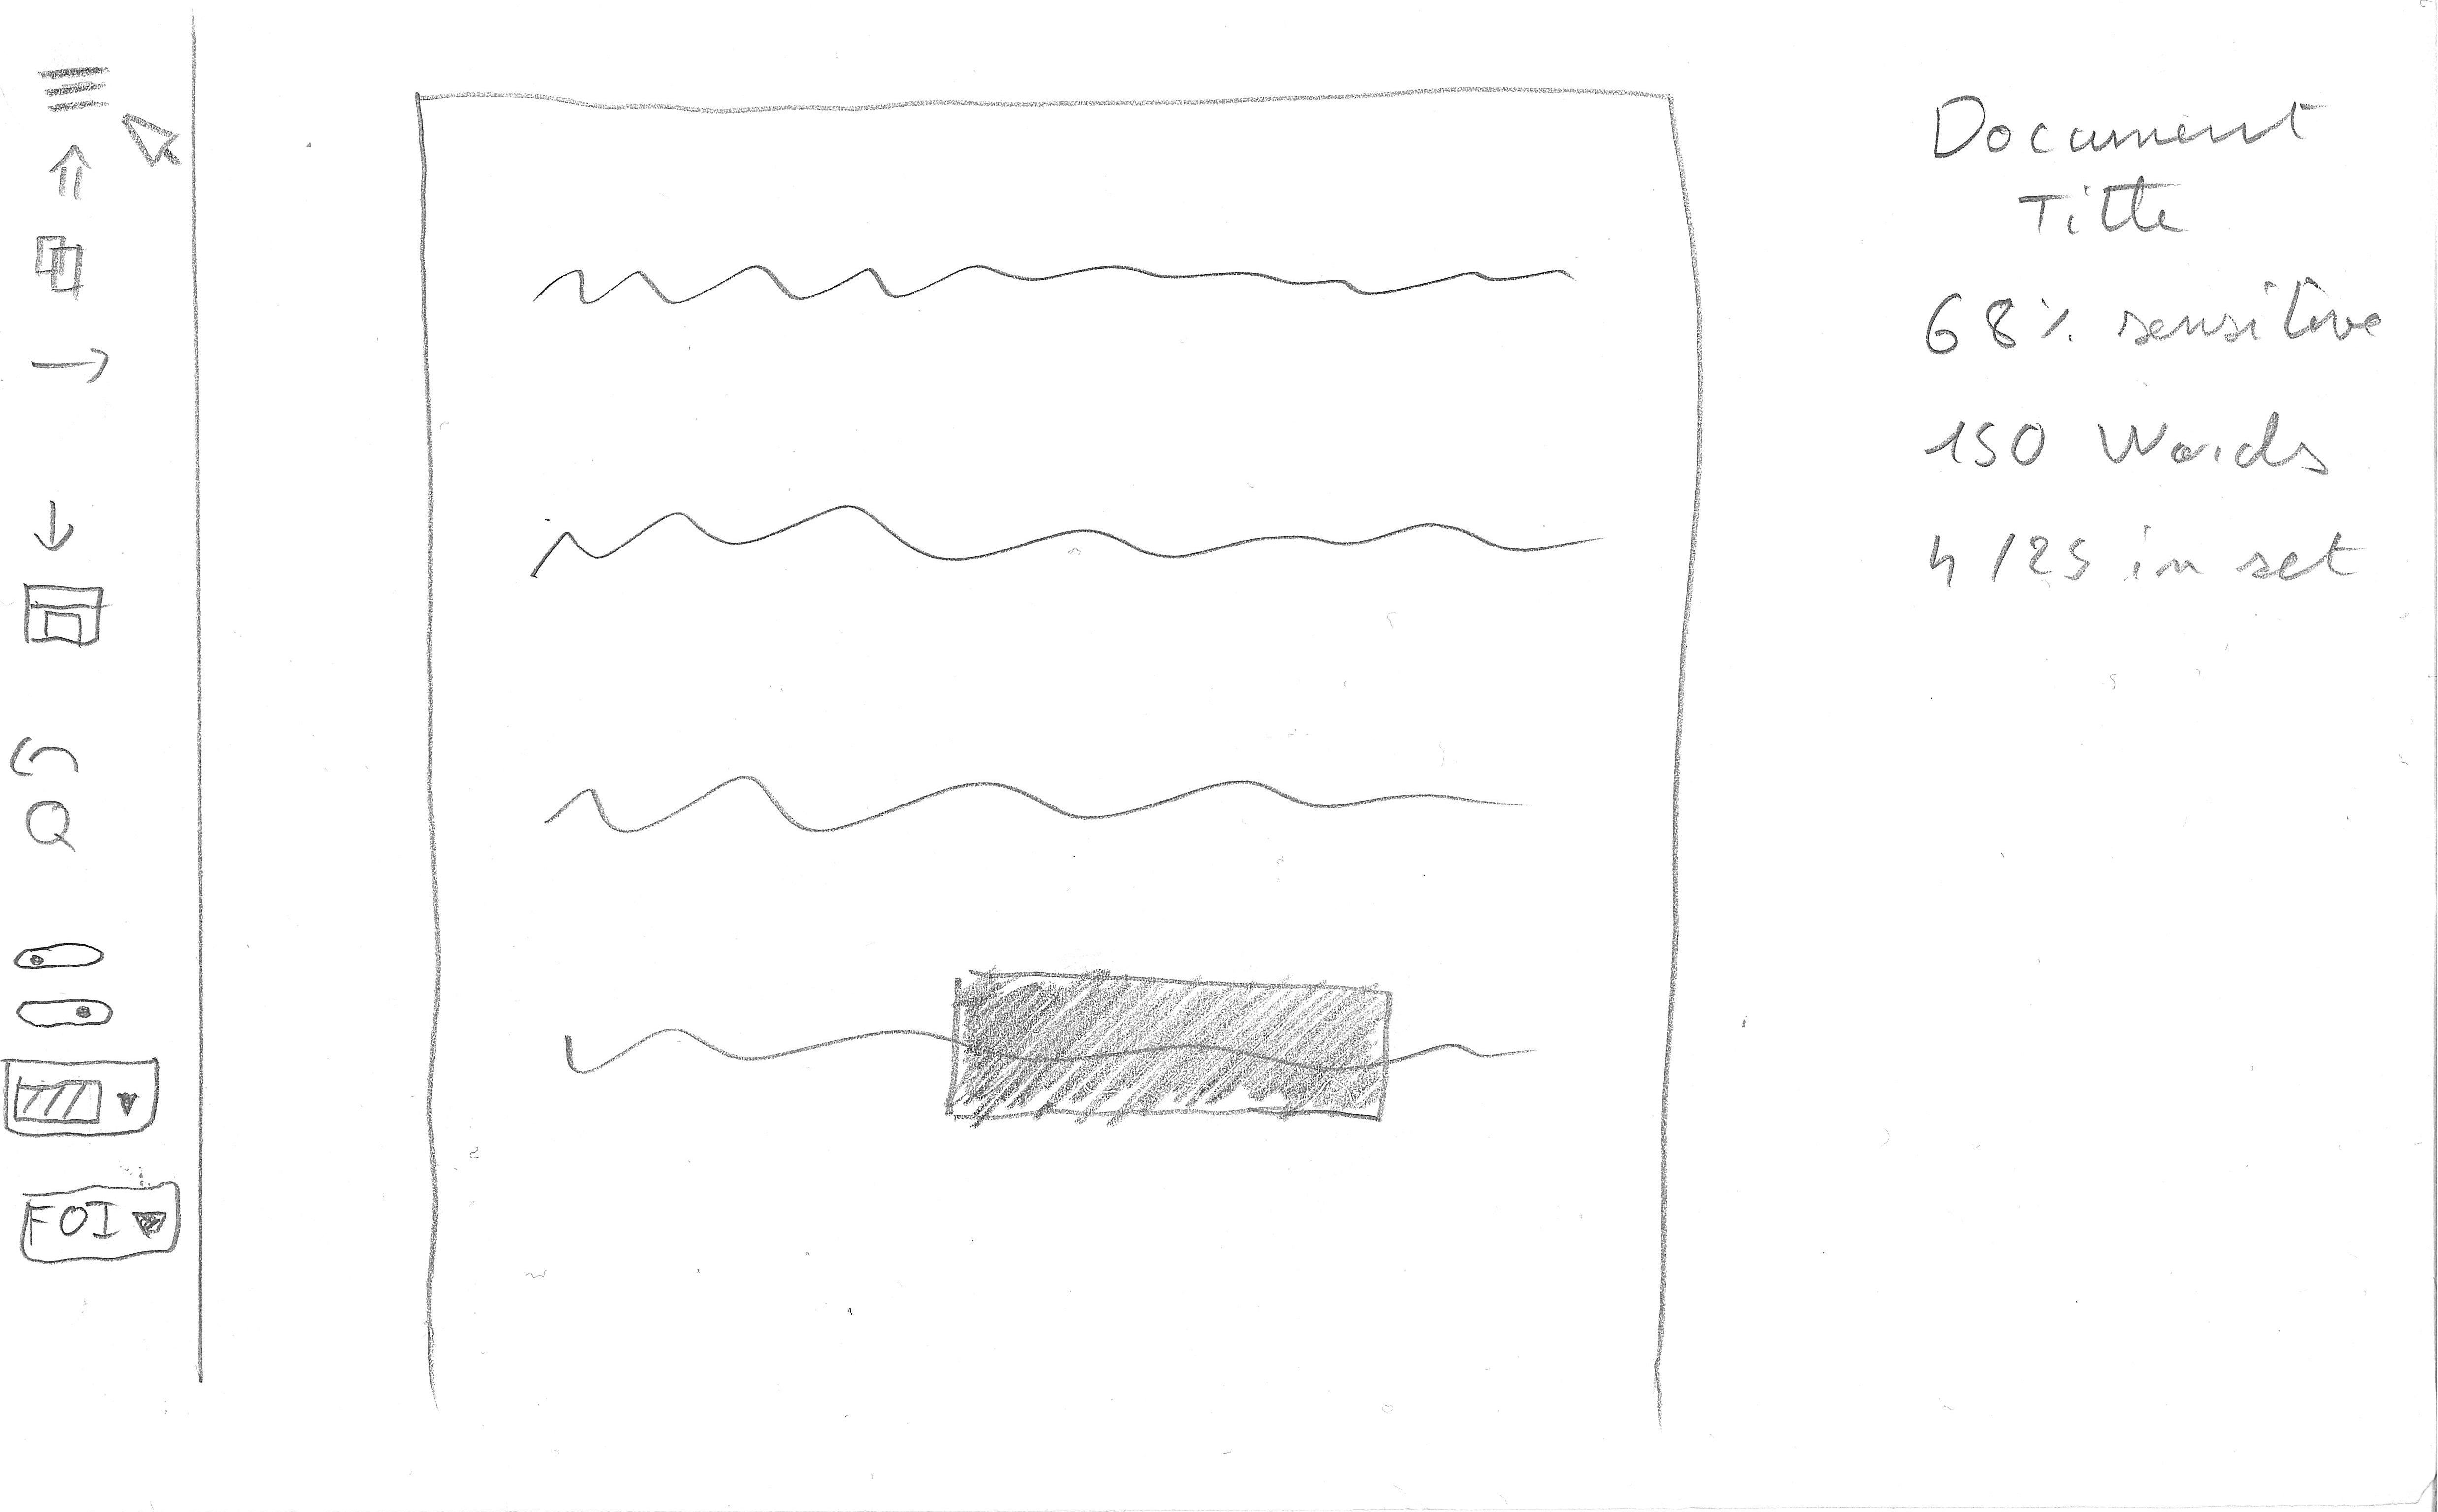 Document
Title
68% sensitive
150 Words
4/25 in set
FOI